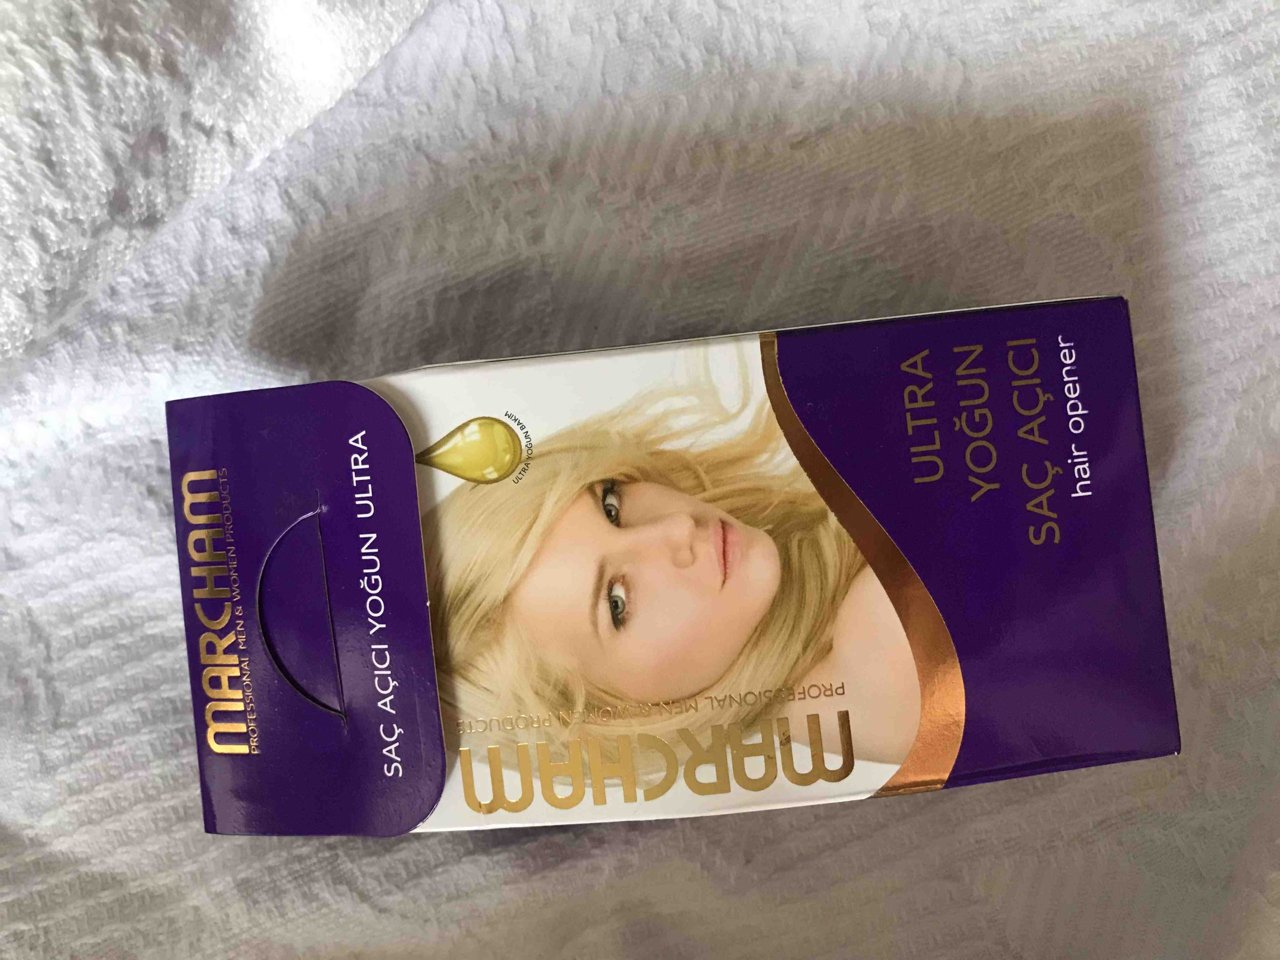 MARCHAM
PROFESSIONAL MEN & WOMEN PRODUCTS
SAÇ AÇICI YOĞUN ULTRA
ULTRA YOĞUN BAKIM
MARCHAM
PROFESSIONAL MEN & WOMEN PRODUCTS
ULTRA
YOĞUN
SAÇ AÇICI
hair opener